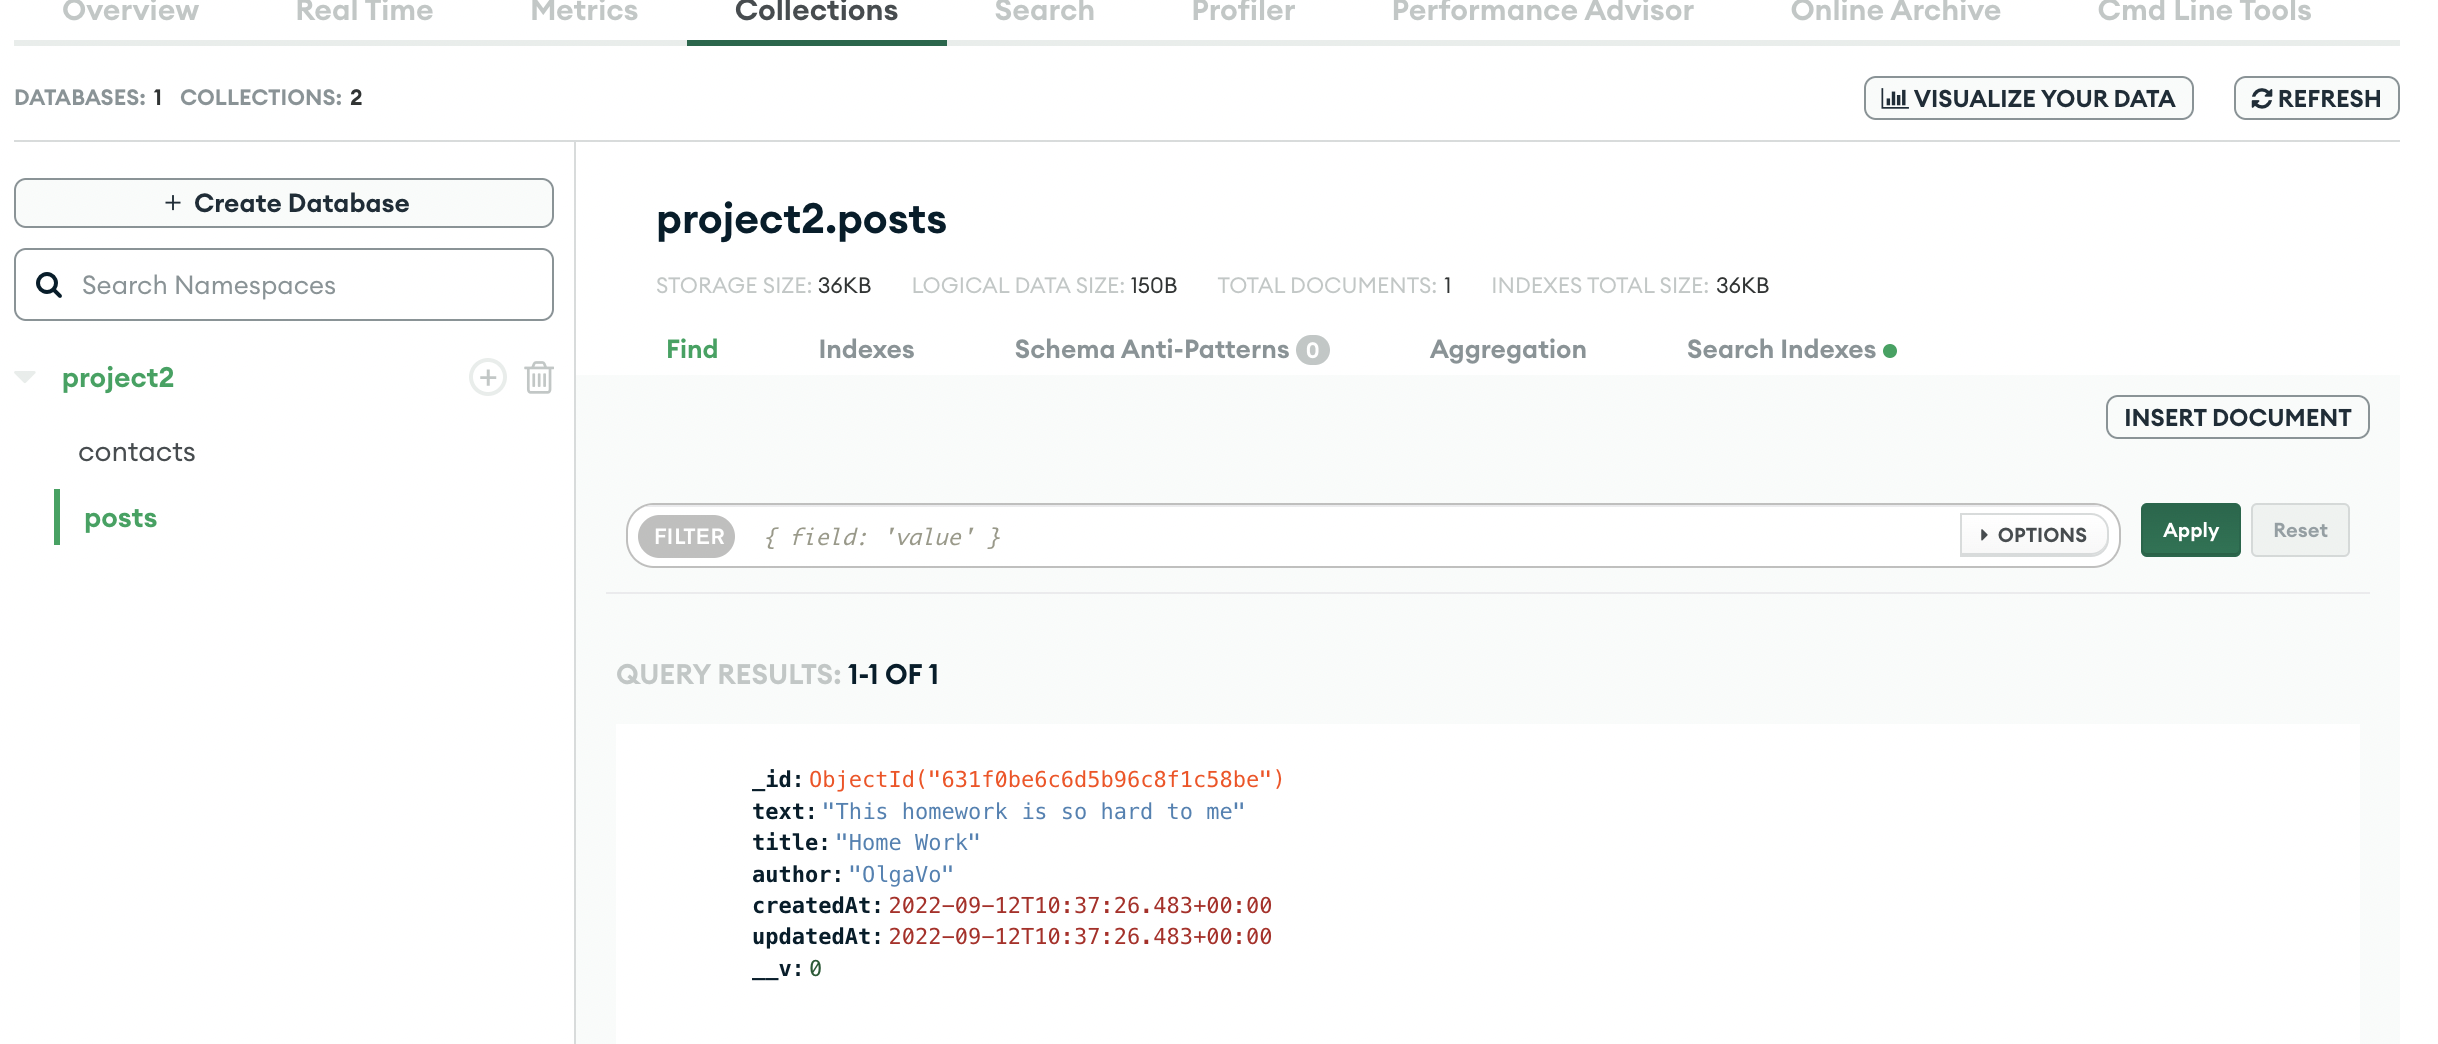 Overview Real Time Metrics Collections Search Profiler Performance Advisor Online Archive Cmd Line Tools
DATABASES: 1 COLLECTIONS: 2
VISUALIZE YOUR DATA
REFRESH
+ Create Database
Search Namespaces
project2
contacts
posts
project2.posts
STORAGE SIZE: 36KB LOGICAL DATA SIZE: 150B TOTAL DOCUMENTS: 1 INDEXES TOTAL SIZE: 36KB
Find Indexes Schema Anti-Patterns 0 Aggregation Search Indexes
INSERT DOCUMENT
FILTER { field: 'value' } OPTIONS Apply Reset
QUERY RESULTS: 1-1 OF 1
_id: ObjectId("631f0be6c6d5b96c8f1c58be")
text: "This homework is so hard to me"
title: "Home Work"
author: "OlgaVo"
createdAt: 2022-09-12T10:37:26.483+00:00
updatedAt: 2022-09-12T10:37:26.483+00:00
__v: 0